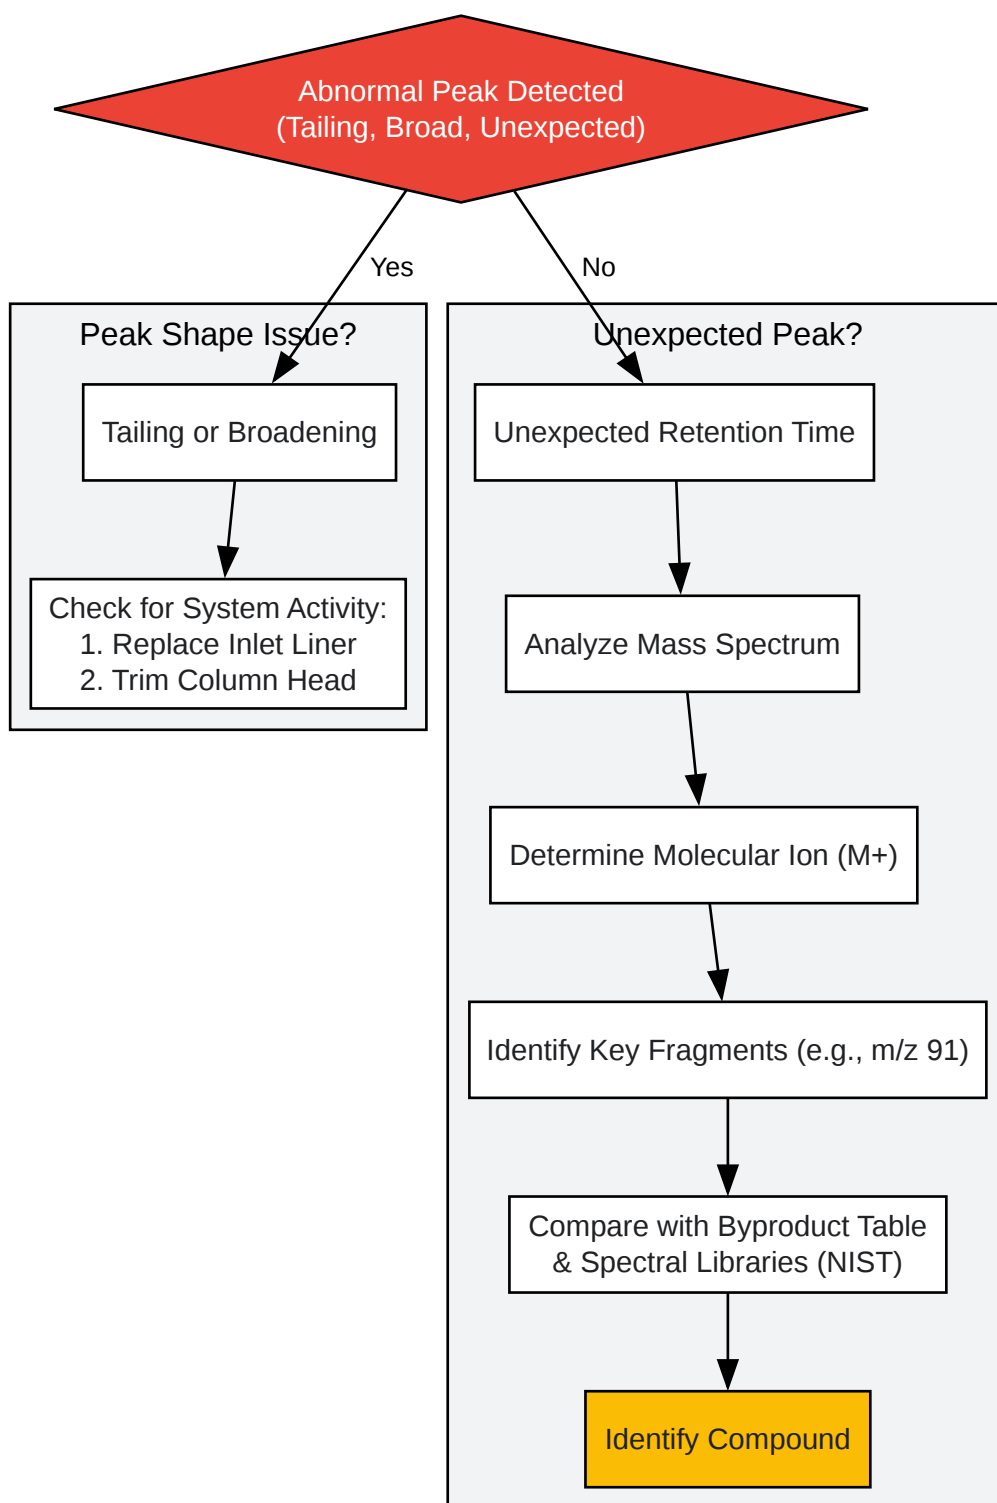 Abnormal Peak Detected
(Tailing, Broad, Unexpected)
Yes
No
Peak Shape Issue?
Tailing or Broadening
Check for System Activity:
1. Replace Inlet Liner
2. Trim Column Head
Unexpected Peak?
Unexpected Retention Time
Analyze Mass Spectrum
Determine Molecular Ion (M+)
Identify Key Fragments (e.g., m/z 91)
Compare with Byproduct Table
& Spectral Libraries (NIST)
Identify Compound